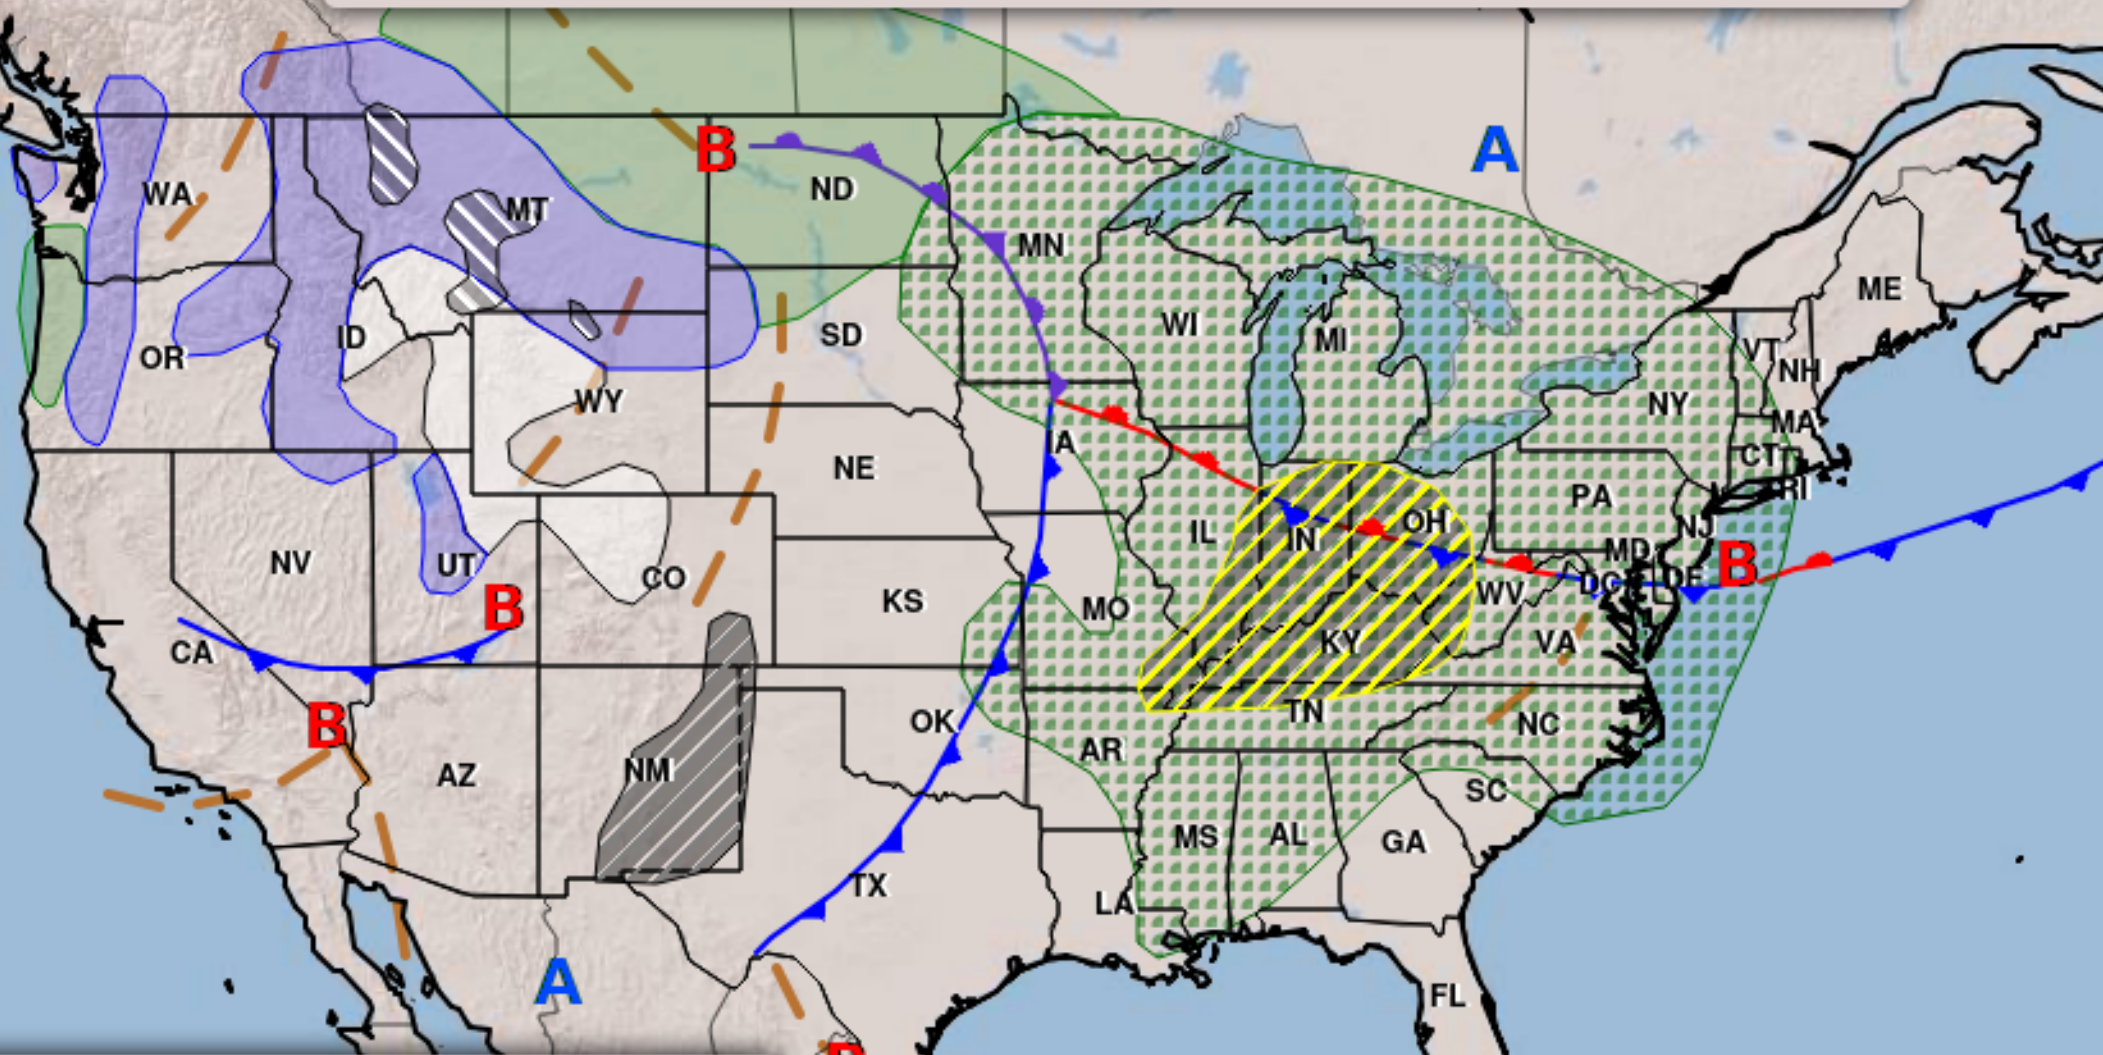 B
A
WA
MT
ND
MN
ME
OR
ID
SD
WI
MI
VT
NH
WY
NY
MA
IA
NE
CT
RI
PA
NV
UT
CO
KS
IL
IN
OH
NJ
MD
B
B
MO
WV
DC
DE
CA
KY
VA
B
OK
TN
NC
AZ
NM
AR
SC
MS
AL
GA
TX
LA
A
FL
B